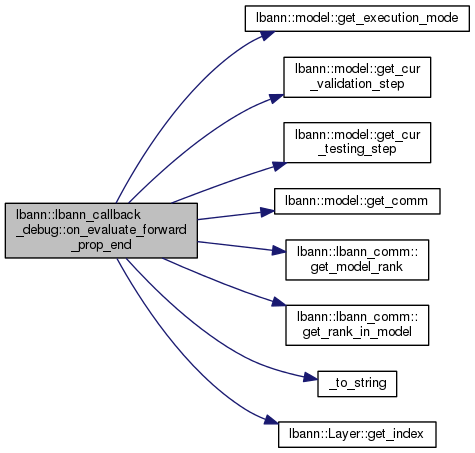 lbann::model::get_execution_mode
lbann::model::get_cur
_validation_step
lbann::model::get_cur
_testing_step
lbann::model::get_comm
lbann::lbann_callback
_debug::on_evaluate_forward
_prop_end
lbann::lbann_comm::
get_model_rank
lbann::lbann_comm::
get_rank_in_model
_to_string
lbann::Layer::get_index